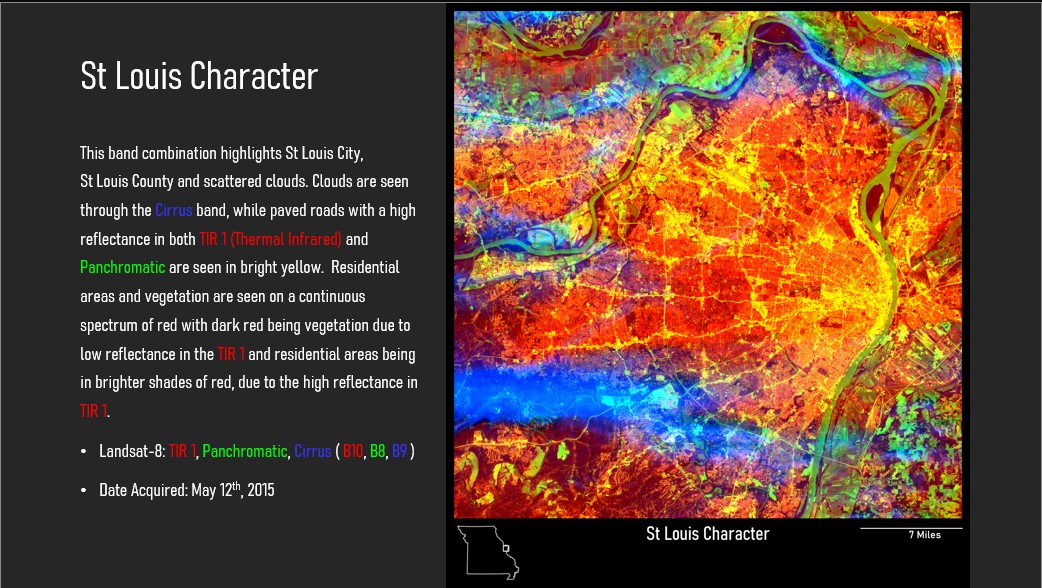 St Louis Character
This band combination highlights St Louis City,
St Louis County and scattered clouds. Clouds are seen
through the Cirrus band, while paved roads with a high
reflectance in both TIR 1 (Thermal Infrared) and
Panchromatic are seen in bright yellow. Residential
areas and vegetation are seen on a continuous
spectrum of red with dark red being vegetation due to
low reflectance in the TIR 1 and residential areas being
in brighter shades of red, due to the high reflectance in
TIR 1.
• Landsat-8: TIR 1, Panchromatic, Cirrus ( B10, B8, B9 )
• Date Acquired: May 12th, 2015
St Louis Character
7 Miles